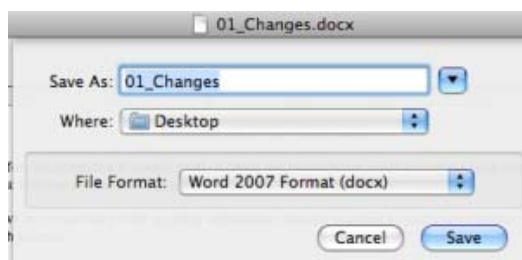 01_Changes.docx
Save As: 01_Changes
Where: Desktop
File Format: Word 2007 Format (docx)
Cancel Save